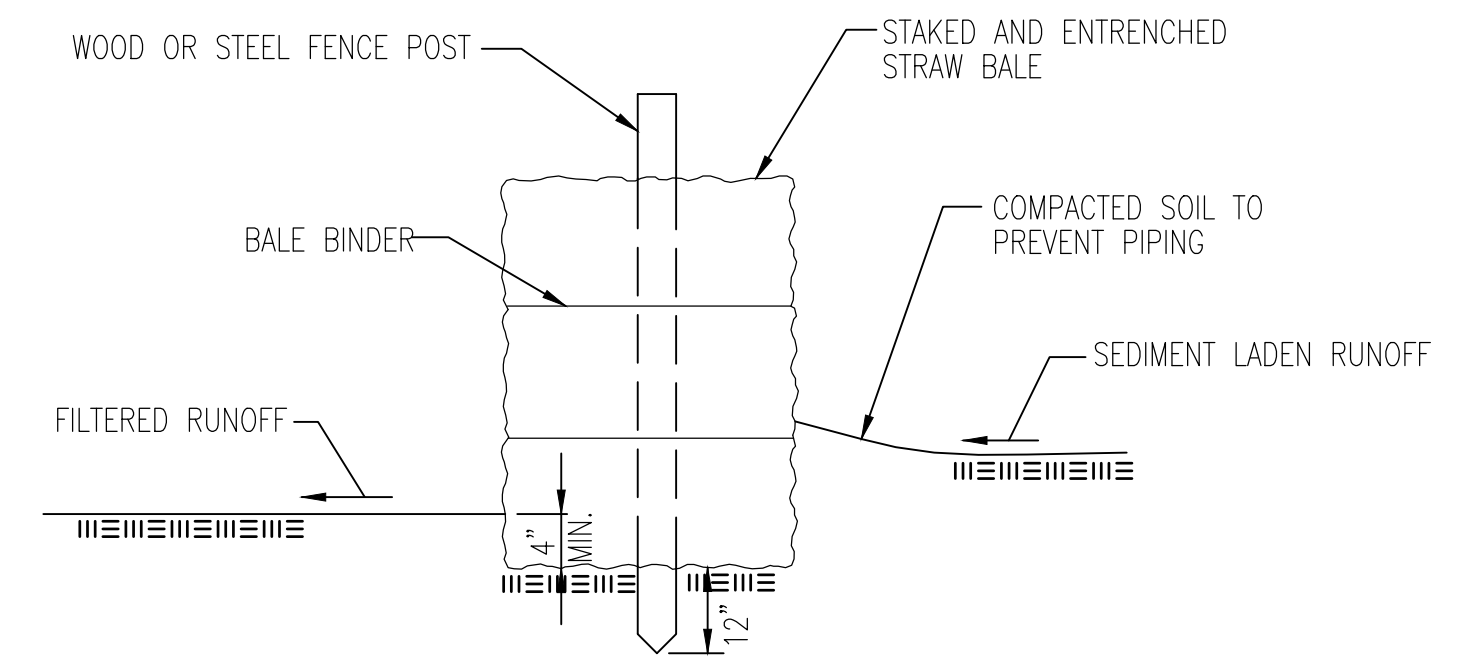 WOOD OR STEEL FENCE POST
STAKED AND ENTRENCHED
STRAW BALE
BALE BINDER
COMPACTED SOIL TO
PREVENT PIPING
SEDIMENT LADEN RUNOFF
FILTERED RUNOFF
4"
MIN.
12"